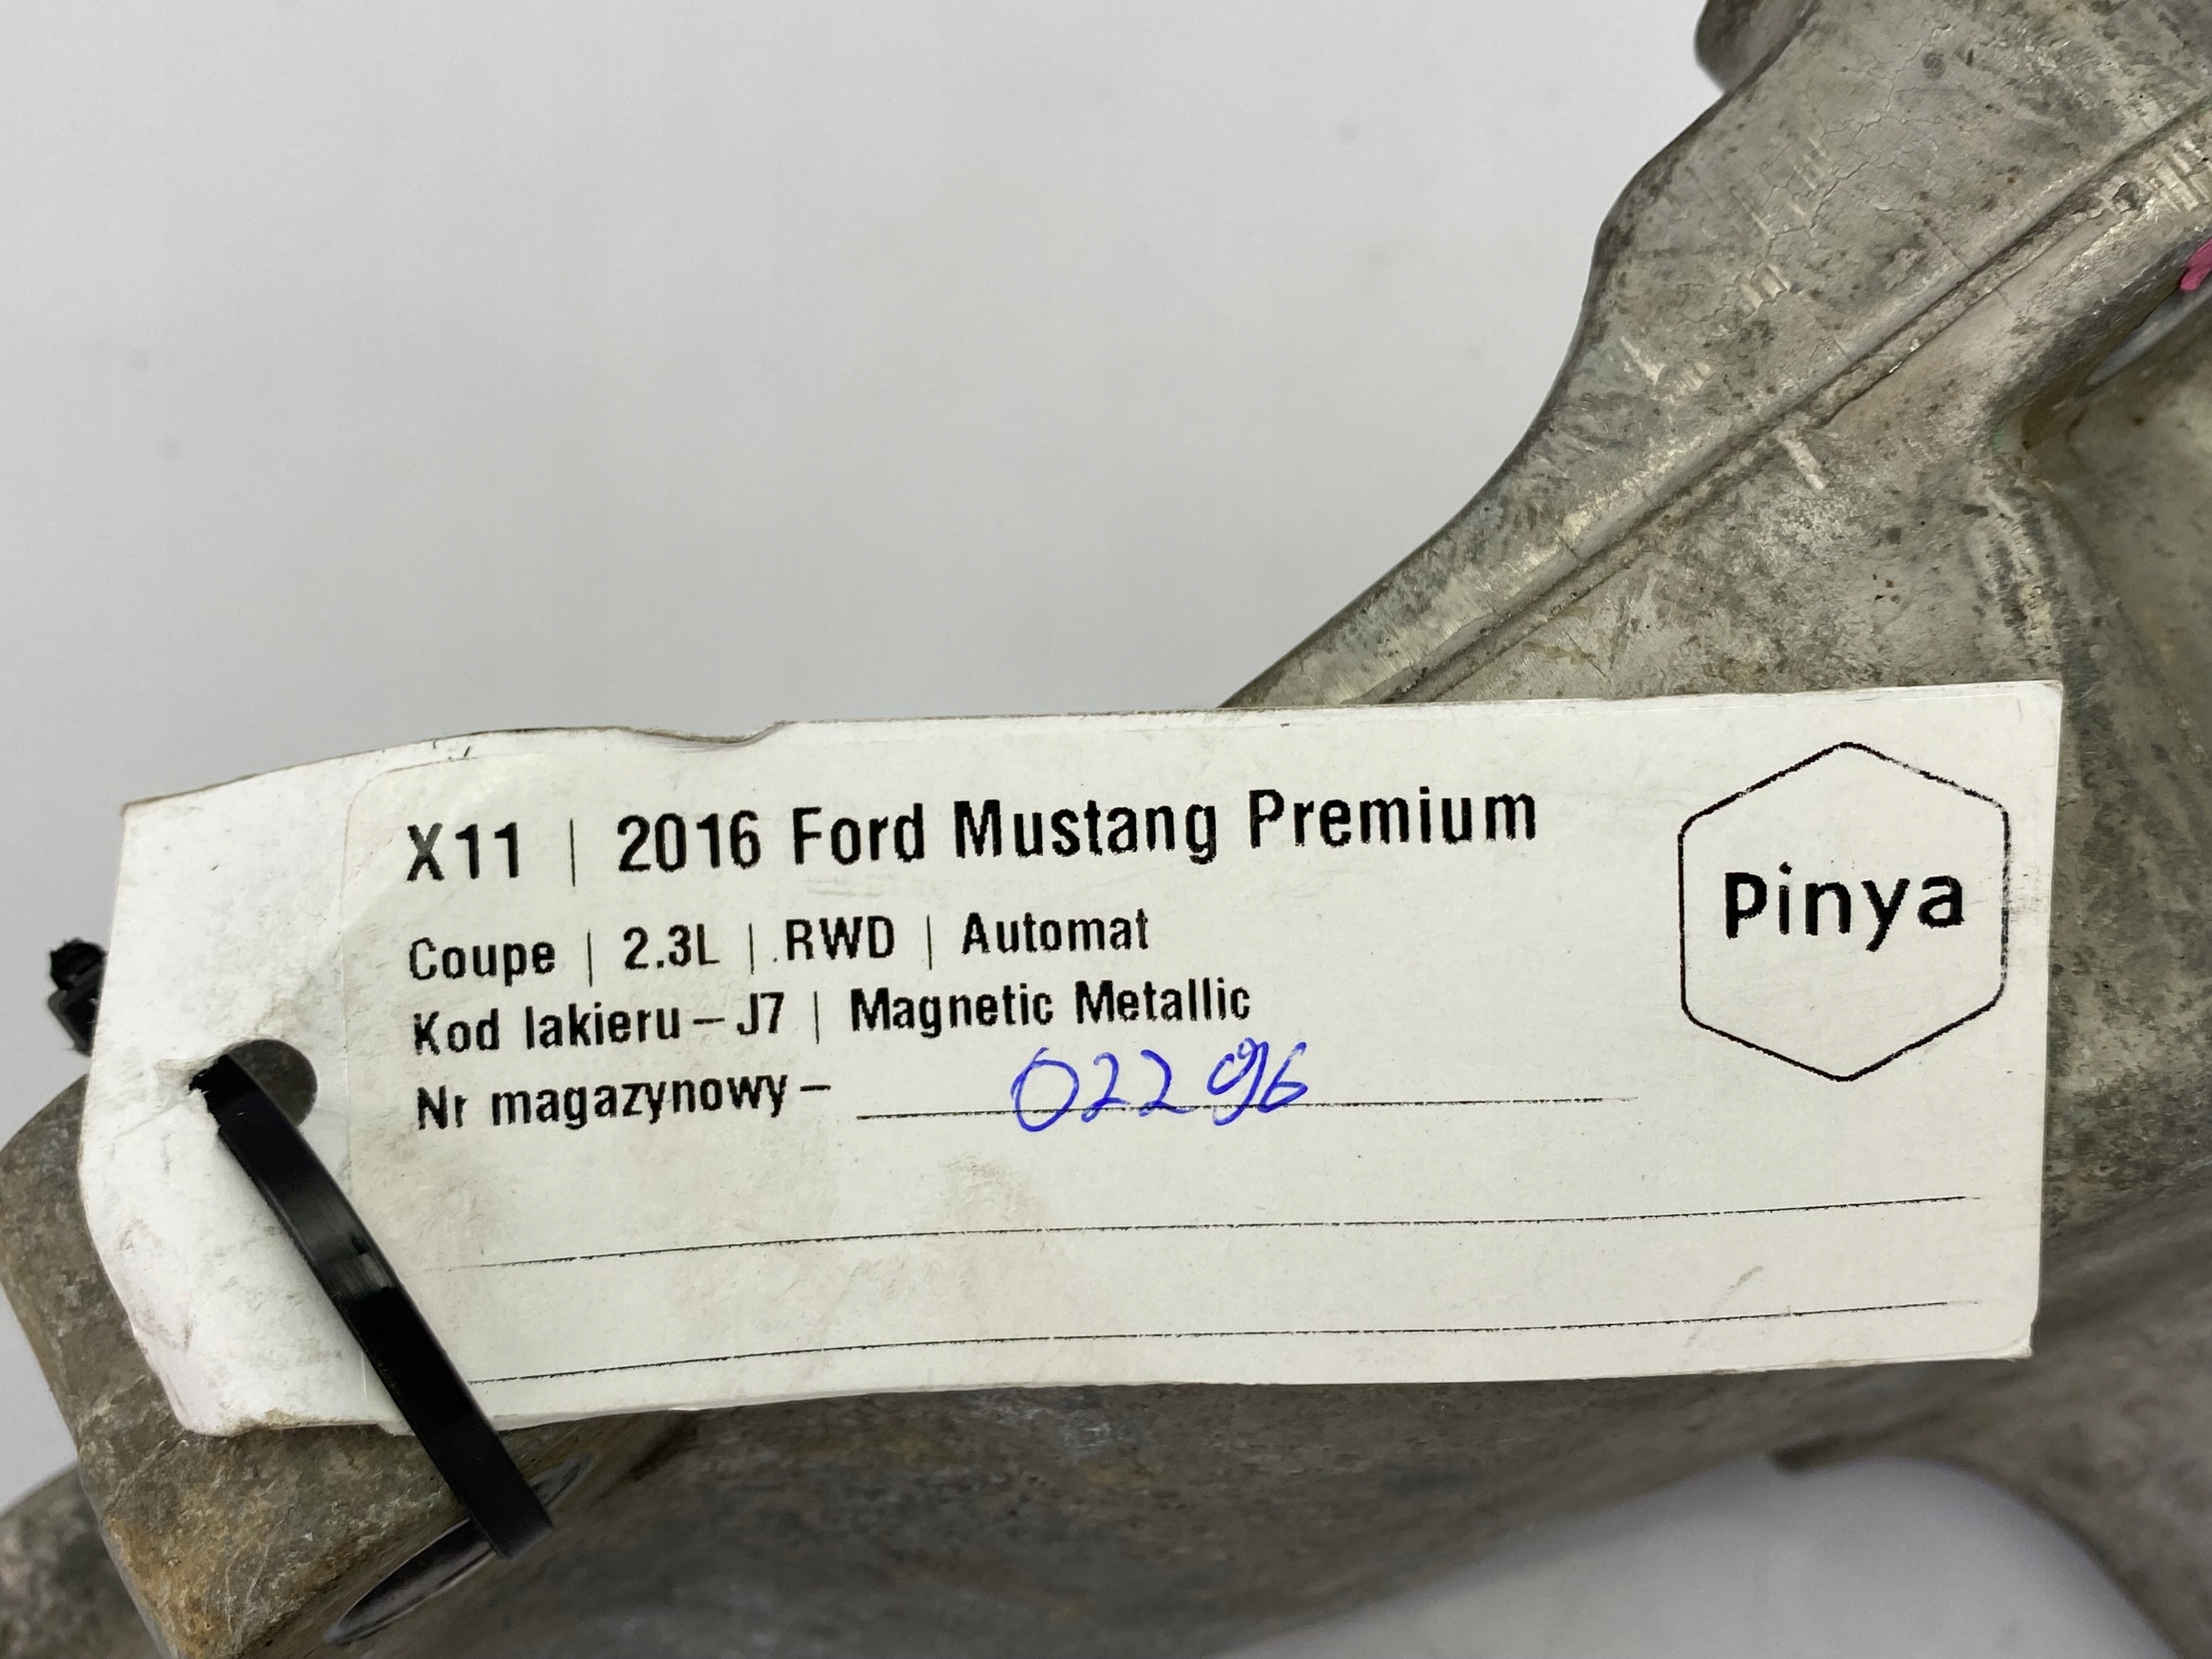 X11 | 2016 Ford Mustang Premium
Pinya
Coupe | 2.3L | RWD | Automat
Kod lakieru – J7 | Magnetic Metallic
Nr magazynowy – 02296